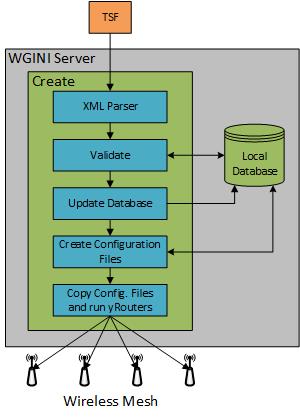 TSF
WGINI Server
Create
XML Parser
Validate
Local
Database
Update Database
Create Configuration
Files
Copy Config. Files
and run yRouters
Wireless Mesh